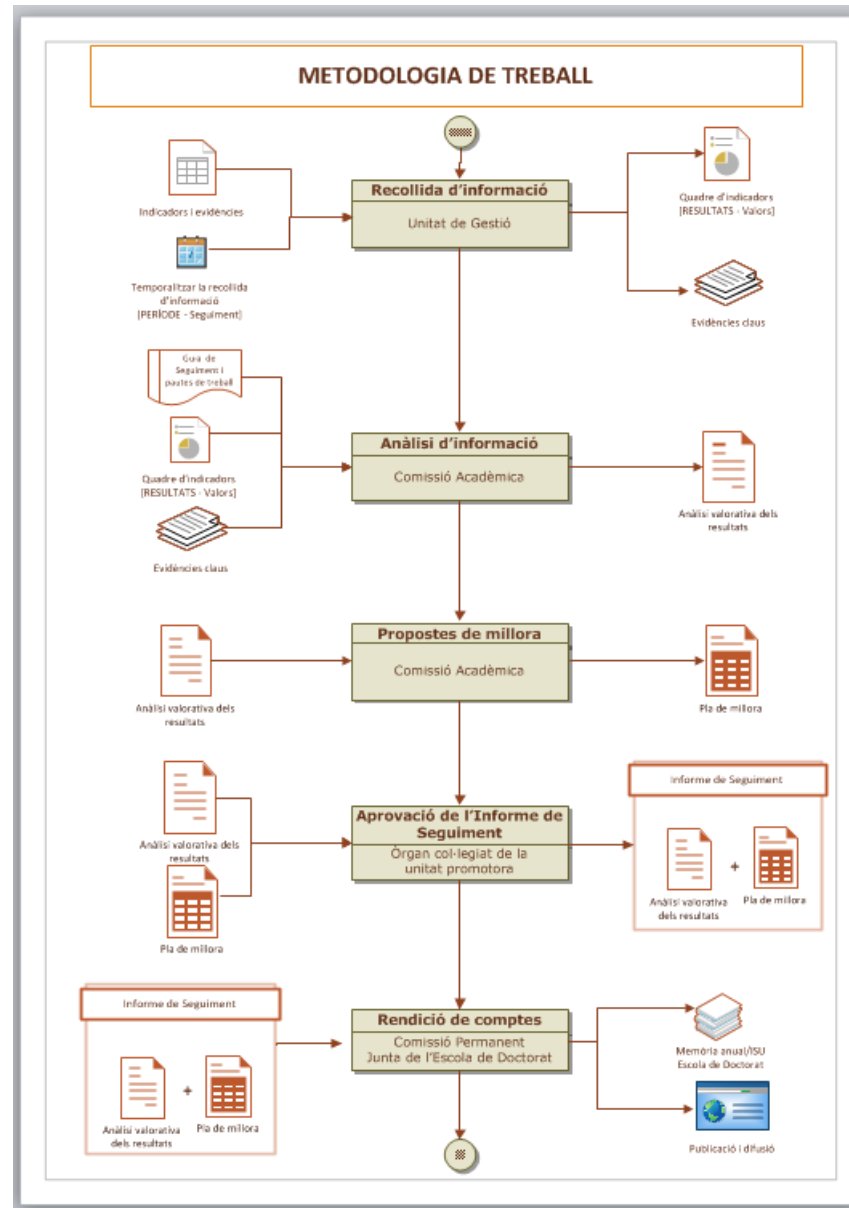 METODOLOGIA DE TREBALL
Indicadors i evidències
Temporalitzar la recollida
d'informació
[PERÍODE - Seguiment]
Recollida d'informació
Unitat de Gestió
Quadre d'indicadors
[RESULTATS - Valors]
Evidències claus
Guia de
Seguiment i
pautes de treball
Quadre d'indicadors
[RESULTATS - Valors]
Evidències claus
Anàlisi d'informació
Comissió Acadèmica
Anàlisi valorativa dels
resultats
Anàlisi valorativa dels
resultats
Propostes de millora
Comissió Acadèmica
Pla de millora
Anàlisi valorativa dels
resultats
Pla de millora
Aprovació de l'Informe de
Seguiment
Òrgan col·legiat de la
unitat promotora
Informe de Seguiment
+
Anàlisi valorativa
dels resultats
Pla de millora
Informe de Seguiment
+
Anàlisi valorativa
dels resultats
Pla de millora
Rendició de comptes
Comissió Permanent
Junta de l'Escola de Doctorat
Memòria anual/ISU
Escola de Doctorat
Publicació i difusió